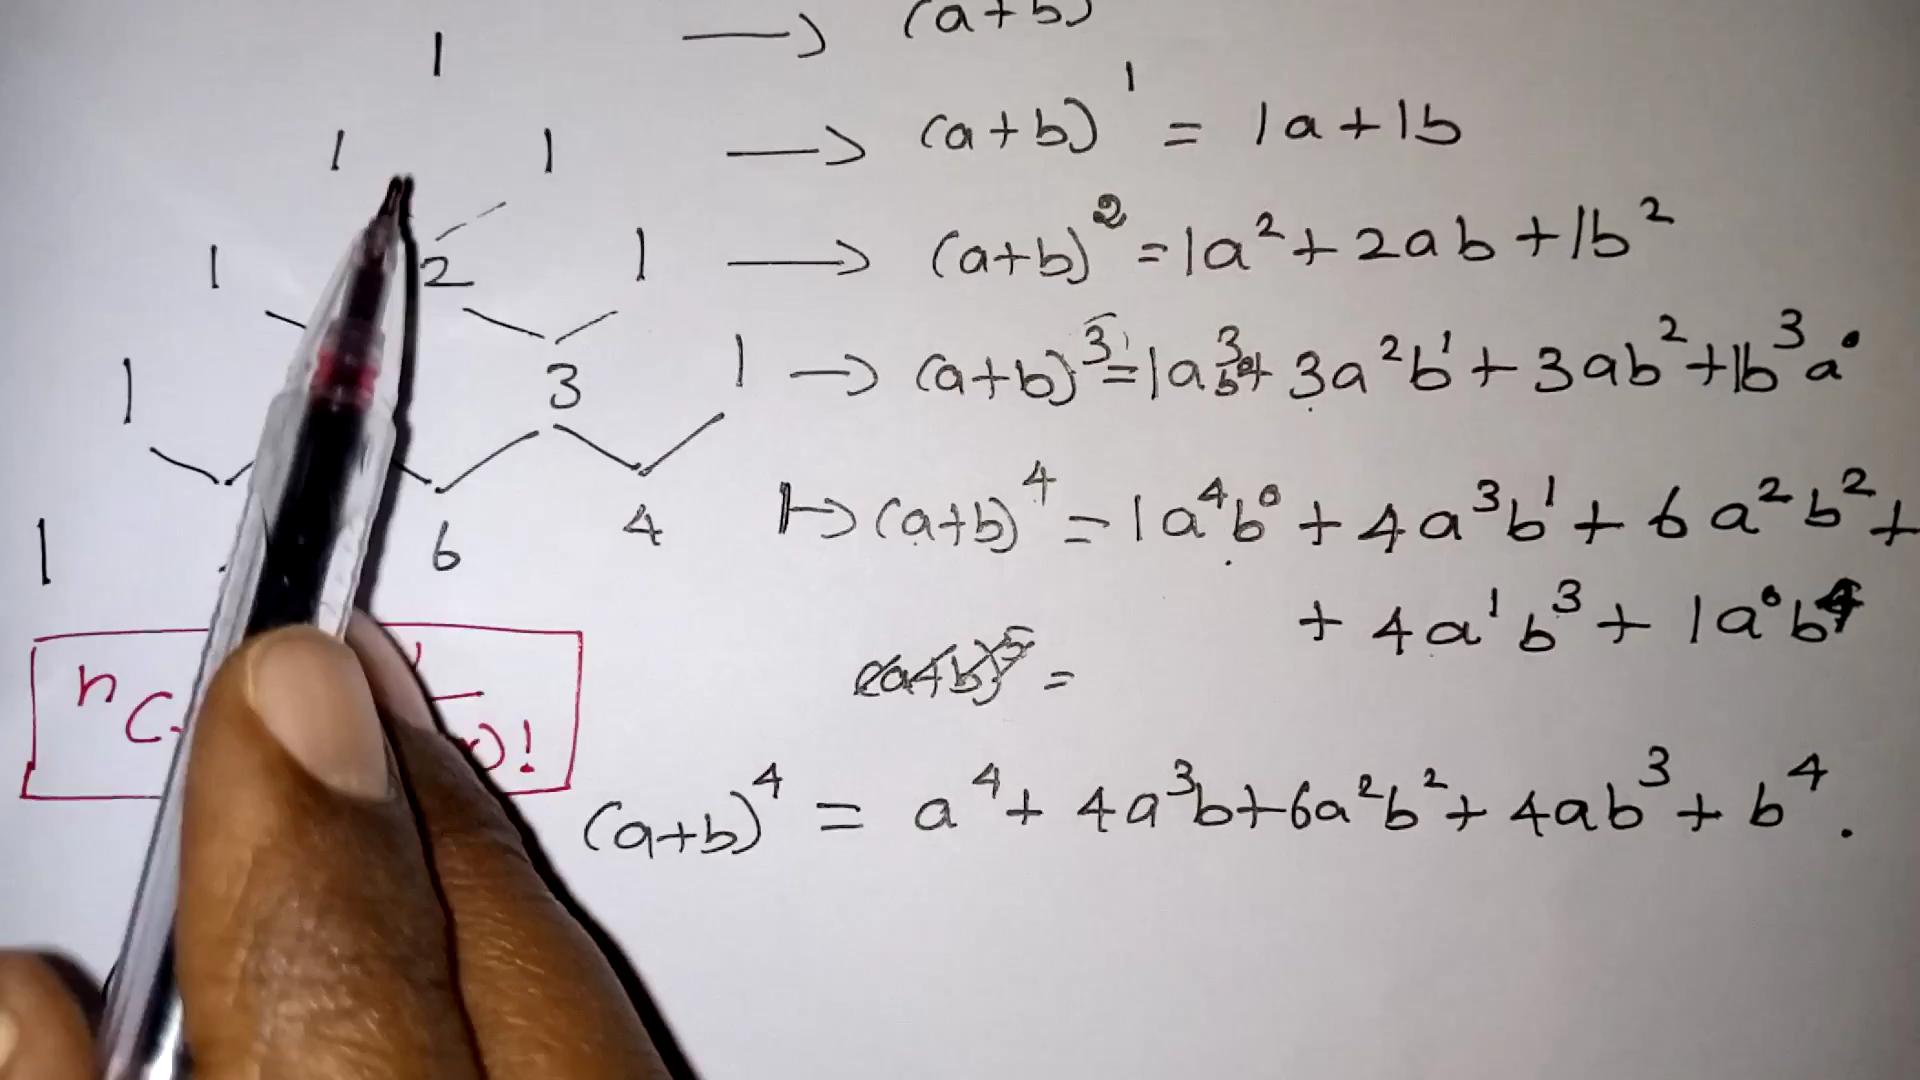 1 → (a+b)
1 1 → (a+b)¹ = 1a+1b
1 2 1 → (a+b)² = 1a² + 2ab + 1b²
1 3 1 → (a+b)³ = 1a³b⁰ + 3a²b¹ + 3ab² + 1b³a⁰
1 6 4 1 → (a+b)⁴ = 1a⁴b⁰ + 4a³b¹ + 6a²b² +
+ 4a¹b³ + 1a⁰b⁴
(a+b)⁵ =
ⁿC )!
(a+b)⁴ = a⁴ + 4a³b + 6a²b² + 4ab³ + b⁴.